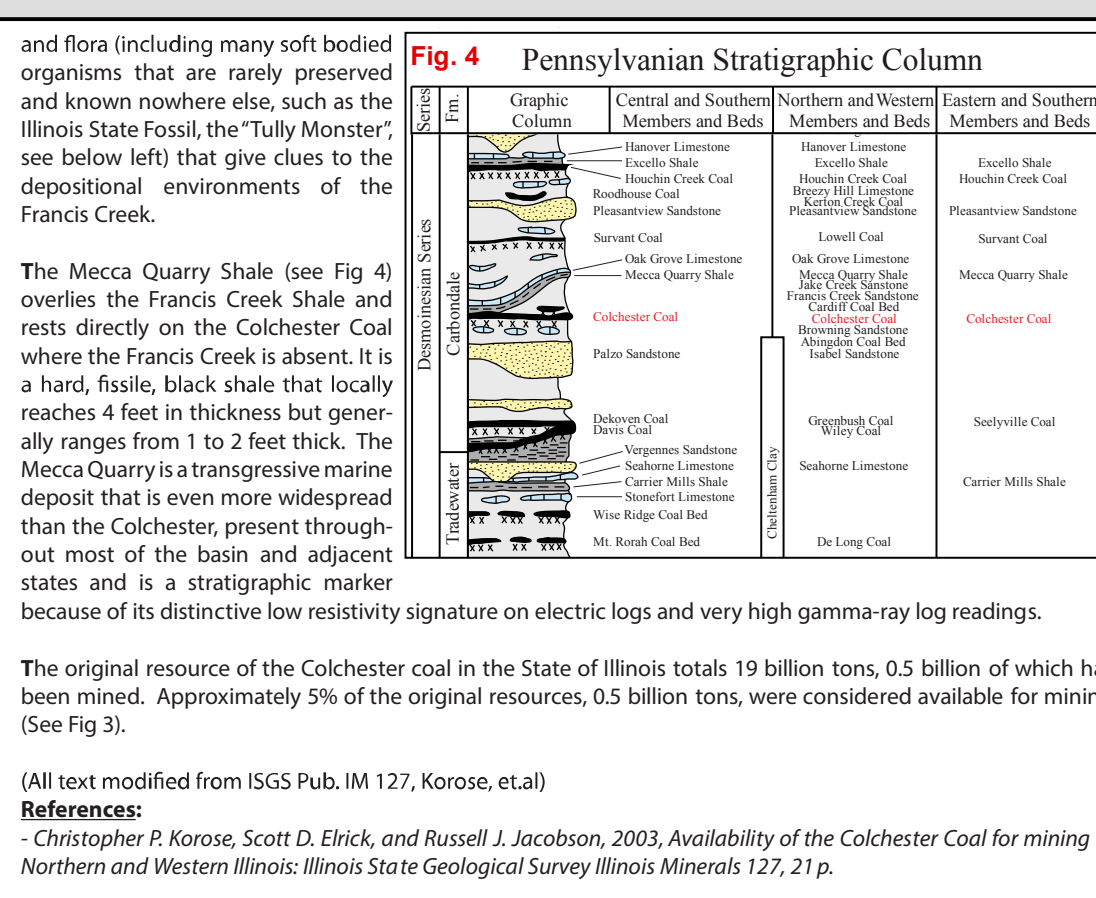 and flora (including many soft bodied
organisms that are rarely preserved
and known nowhere else, such as the
Illinois State Fossil, the “Tully Monster”,
see below left) that give clues to the
depositional environments of the
Francis Creek.
The Mecca Quarry Shale (see Fig 4)
overlies the Francis Creek Shale and
rests directly on the Colchester Coal
where the Francis Creek is absent. It is
a hard, fissile, black shale that locally
reaches 4 feet in thickness but gener-
ally ranges from 1 to 2 feet thick. The
Mecca Quarry is a transgressive marine
deposit that is even more widespread
than the Colchester, present through-
out most of the basin and adjacent
states and is a stratigraphic marker
because of its distinctive low resistivity signature on electric logs and very high gamma-ray log readings.
Fig. 4
Pennsylvanian Stratigraphic Column
Series
Fm.
Graphic
Column
Central and Southern
Members and Beds
Northern and Western
Members and Beds
Eastern and Southern
Members and Beds
Desmoinesian Series
Carbondale
Tradewater
Hanover Limestone
Excello Shale
Houchin Creek Coal
Roodhouse Coal
Pleasantview Sandstone
Survant Coal
Oak Grove Limestone
Mecca Quarry Shale
Colchester Coal
Palzo Sandstone
Dekoven Coal
Davis Coal
Vergennes Sandstone
Seahorne Limestone
Carrier Mills Shale
Stonefort Limestone
Wise Ridge Coal Bed
Mt. Rorah Coal Bed
Cheltenham Clay
Hanover Limestone
Excello Shale
Houchin Creek Coal
Breezy Hill Limestone
Kerton Creek Coal
Pleasantview Sandstone
Lowell Coal
Oak Grove Limestone
Mecca Quarry Shale
Jake Creek Sanstone
Francis Creek Sandstone
Cardiff Coal Bed
Colchester Coal
Browning Sandstone
Abingdon Coal Bed
Isabel Sandstone
Greenbush Coal
Wiley Coal
Seahorne Limestone
De Long Coal
Excello Shale
Houchin Creek Coal
Pleasantview Sandstone
Survant Coal
Mecca Quarry Shale
Colchester Coal
Seelyville Coal
Carrier Mills Shale
The original resource of the Colchester coal in the State of Illinois totals 19 billion tons, 0.5 billion of which ha
been mined. Approximately 5% of the original resources, 0.5 billion tons, were considered available for minin
(See Fig 3).
(All text modified from ISGS Pub. IM 127, Korose, et.al)
References:
- Christopher P. Korose, Scott D. Elrick, and Russell J. Jacobson, 2003, Availability of the Colchester Coal for mining
Northern and Western Illinois: Illinois State Geological Survey Illinois Minerals 127, 21 p.